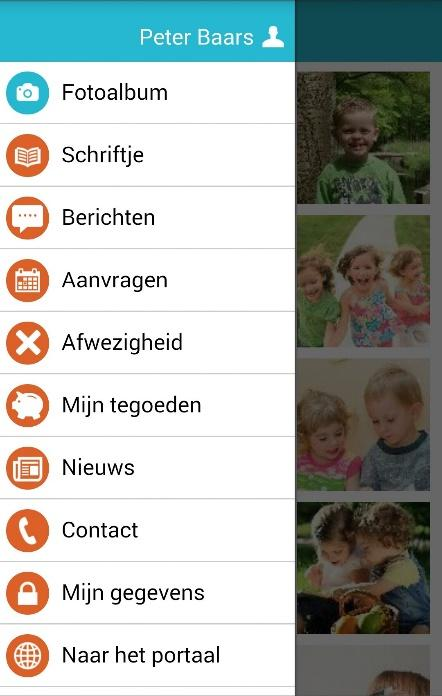 Peter Baars
Fotoalbum
Schriftje
Berichten
Aanvragen
Afwezigheid
Mijn tegoeden
Nieuws
Contact
Mijn gegevens
Naar het portaal